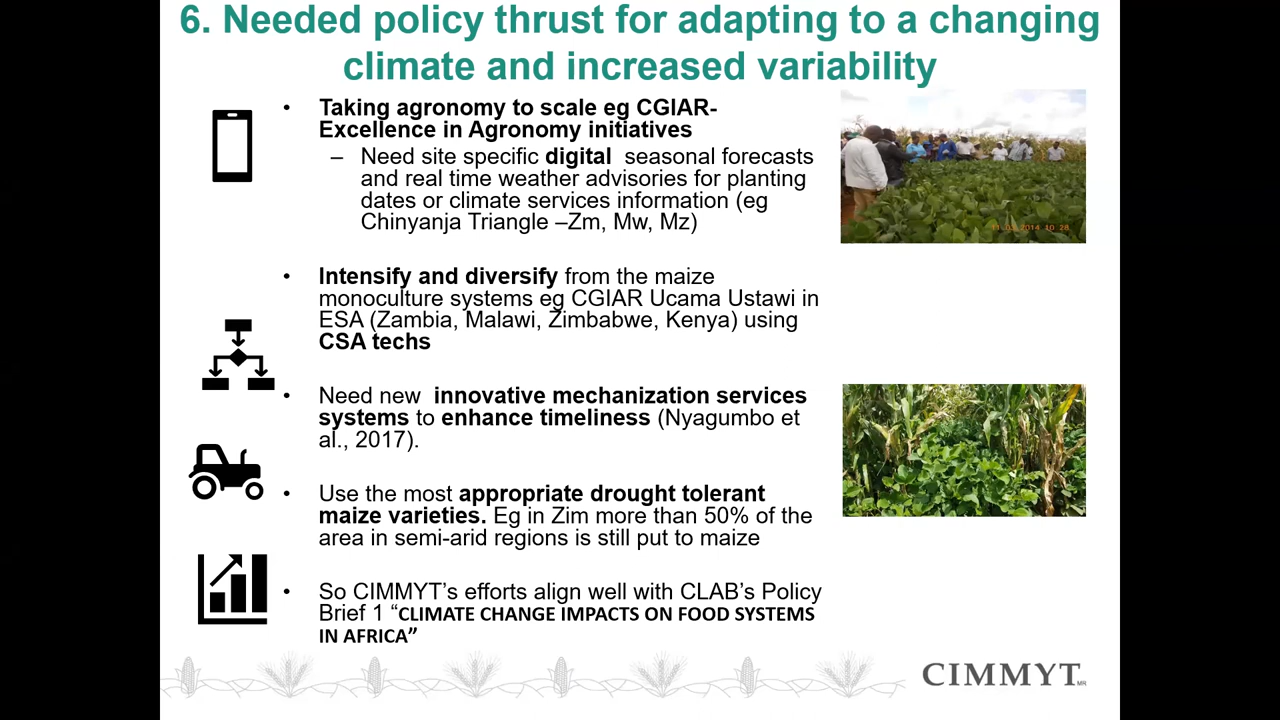 6. Needed policy thrust for adapting to a changing
climate and increased variability
• Taking agronomy to scale eg CGIAR-
Excellence in Agronomy initiatives
– Need site specific digital seasonal forecasts
and real time weather advisories for planting
dates or climate services information (eg
Chinyanja Triangle –Zm, Mw, Mz)
• Intensify and diversify from the maize
monoculture systems eg CGIAR Ucama Ustawi in
ESA (Zambia, Malawi, Zimbabwe, Kenya) using
CSA techs
• Need new innovative mechanization services
systems to enhance timeliness (Nyagumbo et
al., 2017).
• Use the most appropriate drought tolerant
maize varieties. Eg in Zim more than 50% of the
area in semi-arid regions is still put to maize
• So CIMMYT's efforts align well with CLAB's Policy
Brief 1 “CLIMATE CHANGE IMPACTS ON FOOD SYSTEMS
IN AFRICA”
CIMMYT